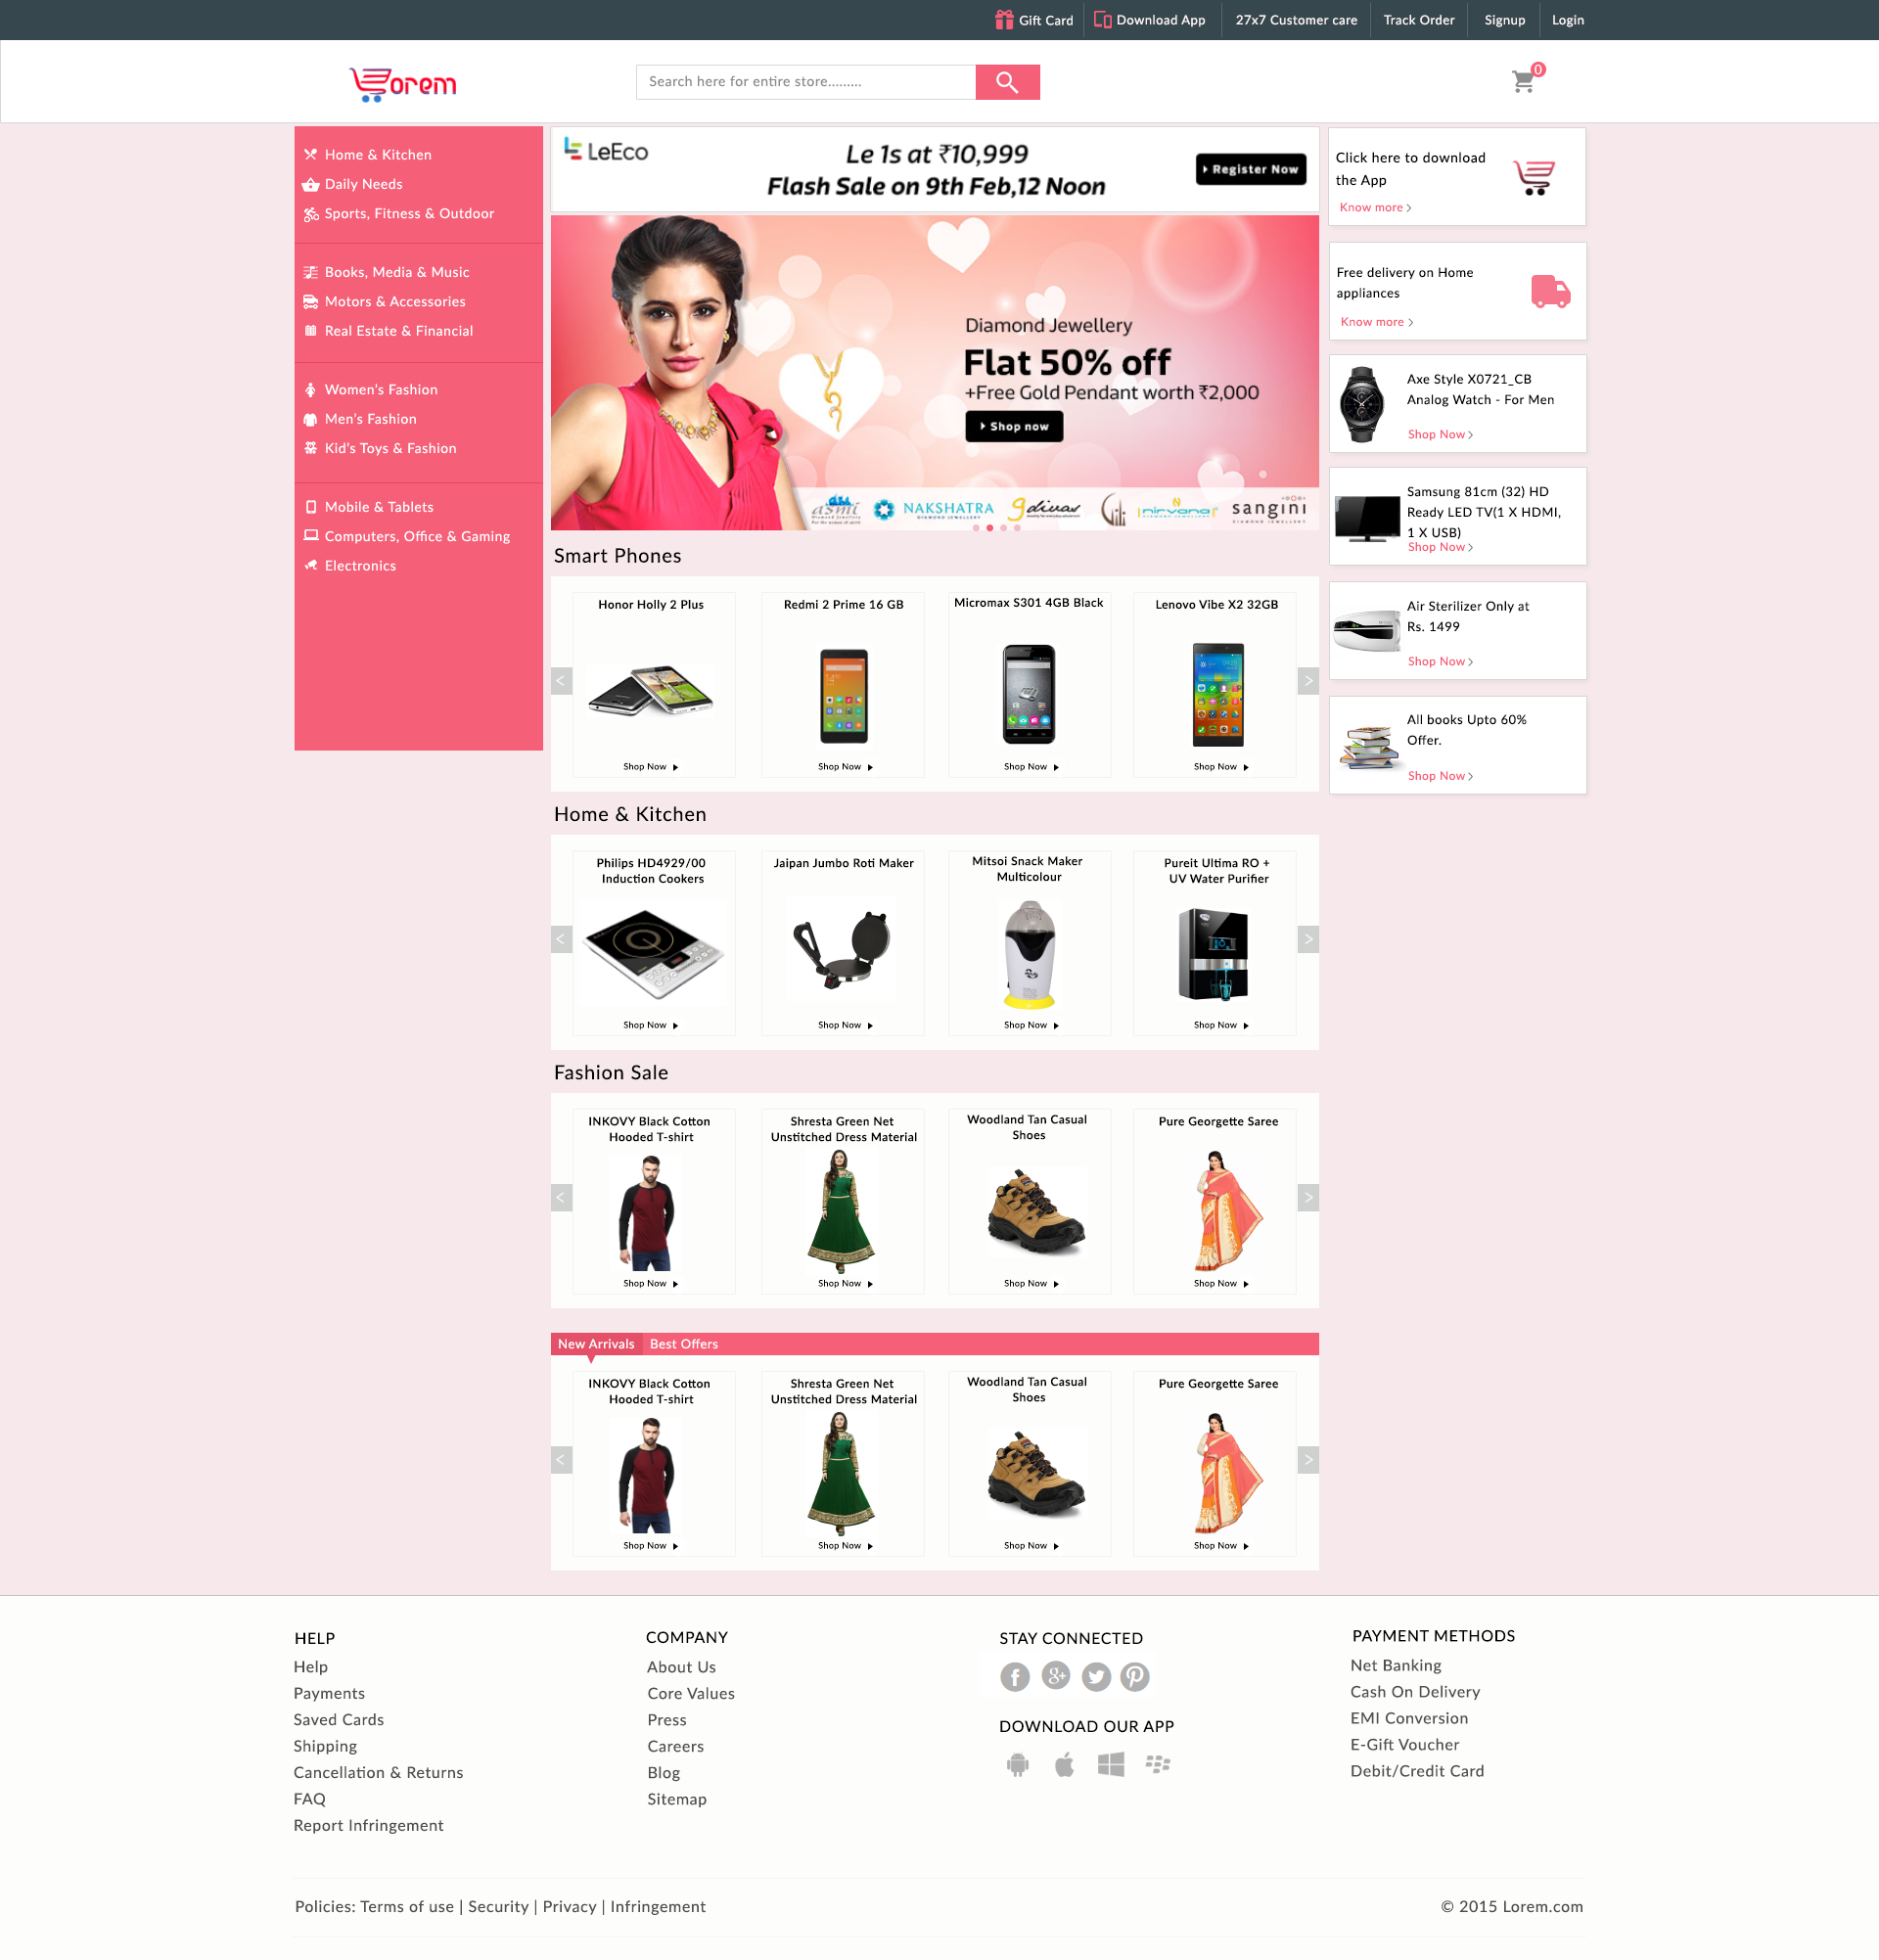 Gift Card
Download App
27x7 Customer care
Track Order
Signup
Login
Lorem
Search here for entire store.........
0
Home & Kitchen
Daily Needs
Sports, Fitness & Outdoor
Books, Media & Music
Motors & Accessories
Real Estate & Financial
Women's Fashion
Men's Fashion
Kid's Toys & Fashion
Mobile & Tablets
Computers, Office & Gaming
Electronics
LeEco
Le 1s at ₹10,999
Flash Sale on 9th Feb,12 Noon
Register Now
Diamond Jewellery
Flat 50% off
+Free Gold Pendant worth ₹2,000
Shop now
asmi
NAKSHATRA
DIAMOND JEWELLERY
gdivas
nirvana
sangini
DIAMOND JEWELLERY
Click here to download
the App
Know more >
Free delivery on Home
appliances
Know more >
Axe Style X0721_CB
Analog Watch - For Men
Shop Now >
Samsung 81cm (32) HD
Ready LED TV(1 X HDMI,
1 X USB)
Shop Now >
Air Sterilizer Only at
Rs. 1499
Shop Now >
All books Upto 60%
Offer.
Shop Now >
Smart Phones
Honor Holly 2 Plus
Redmi 2 Prime 16 GB
Micromax S301 4GB Black
Lenovo Vibe X2 32GB
<
>
Shop Now
Shop Now
Shop Now
Shop Now
Home & Kitchen
Philips HD4929/00
Induction Cookers
Jaipan Jumbo Roti Maker
Mitsoi Snack Maker
Multicolour
Pureit Ultima RO +
UV Water Purifier
<
>
Shop Now
Shop Now
Shop Now
Shop Now
Fashion Sale
INKOVY Black Cotton
Hooded T-shirt
Shresta Green Net
Unstitched Dress Material
Woodland Tan Casual
Shoes
Pure Georgette Saree
<
>
Shop Now
Shop Now
Shop Now
Shop Now
New Arrivals
Best Offers
INKOVY Black Cotton
Hooded T-shirt
Shresta Green Net
Unstitched Dress Material
Woodland Tan Casual
Shoes
Pure Georgette Saree
<
>
Shop Now
Shop Now
Shop Now
Shop Now
HELP
Help
Payments
Saved Cards
Shipping
Cancellation & Returns
FAQ
Report Infringement
COMPANY
About Us
Core Values
Press
Careers
Blog
Sitemap
STAY CONNECTED
DOWNLOAD OUR APP
PAYMENT METHODS
Net Banking
Cash On Delivery
EMI Conversion
E-Gift Voucher
Debit/Credit Card
Policies: Terms of use | Security | Privacy | Infringement
© 2015 Lorem.com